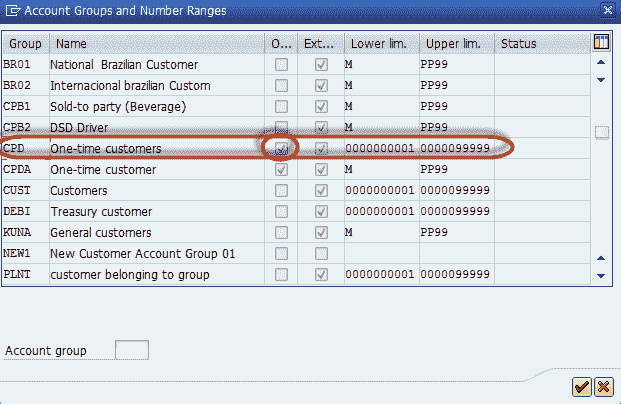 Account Groups and Number Ranges
Group Name O... Ext... Lower lim. Upper lim. Status
BR01 National Brazilian Customer M PP99
BR02 Internacional brazilian Custom M PP99
CPB1 Sold-to party (Beverage) M PP99
CPB2 DSD Driver M PP99
CPD One-time customers 0000000001 0000099999
CPDA One-time customer M PP99
CUST Customers 0000000001 0000099999
DEBI Treasury customer 0000000001 0000099999
KUNA General customers M PP99
NEW1 New Customer Account Group 01
PLNT customer belonging to group 0000000001 0000099999
Account group